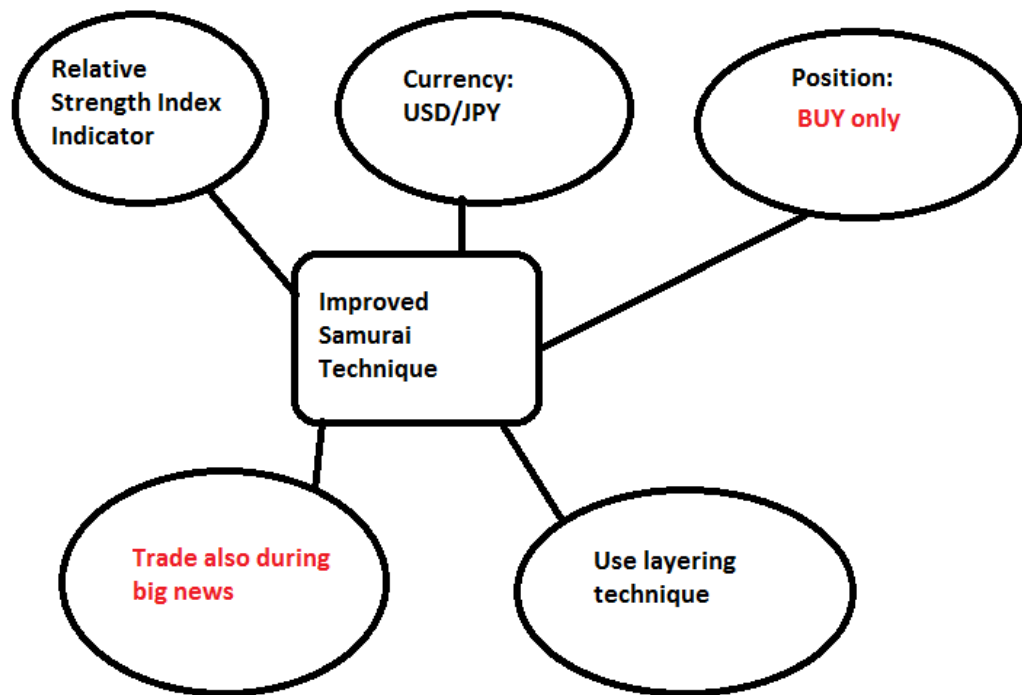 Relative
Strength Index
Indicator
Currency:
USD/JPY
Position:
BUY only
Improved
Samurai
Technique
Trade also during
big news
Use layering
technique